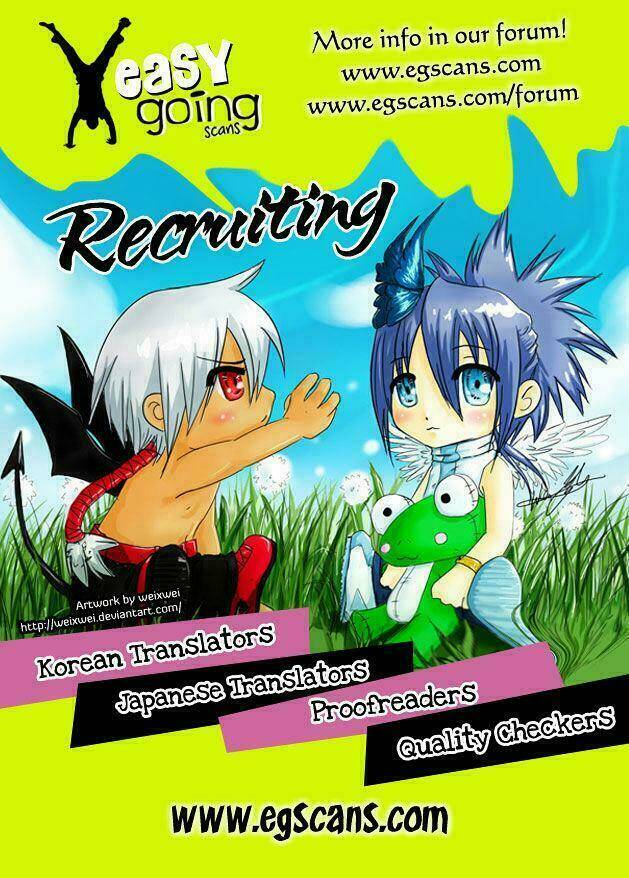 easy
going
scans
More info in our forum!
www.egscans.com
www.egscans.com/forum
Recruiting
Artwork by weixwei
http://weixwei.deviantart.com/
Korean Translators
Japanese Translators
Proofreaders
Quality Checkers
www.egscans.com